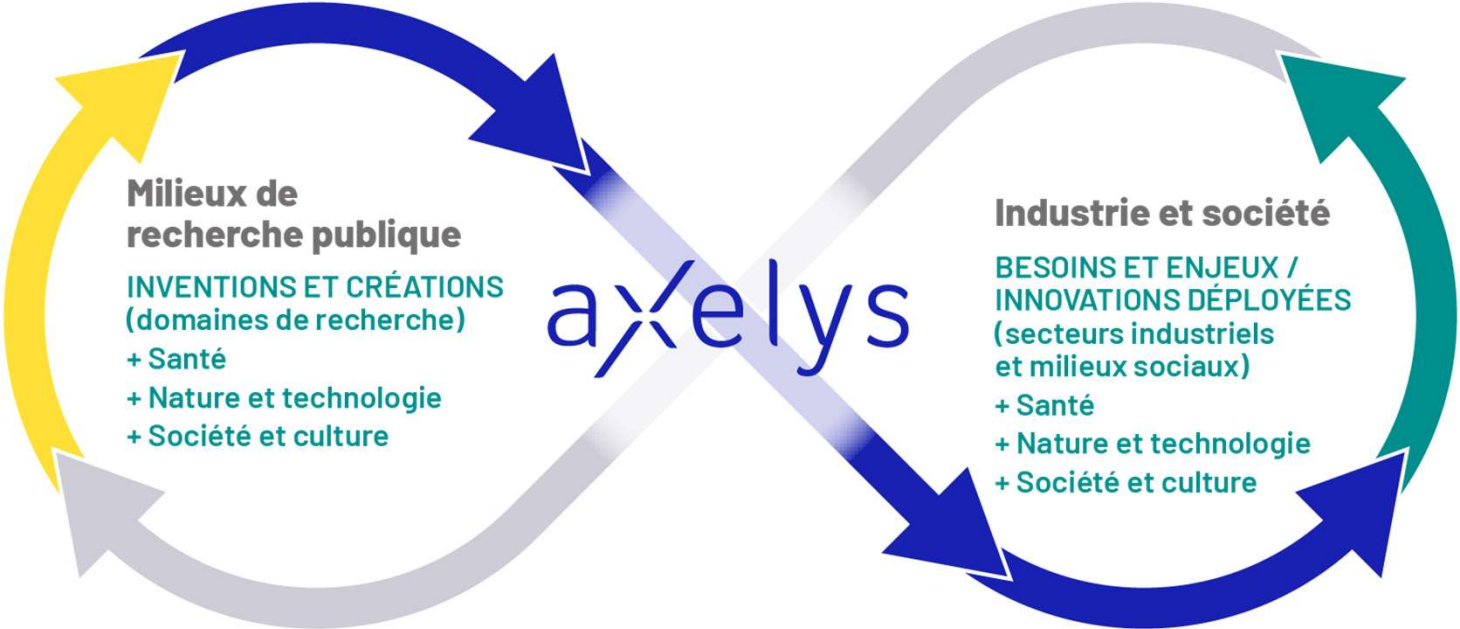 Milieux de
recherche publique
INVENTIONS ET CRÉATIONS
(domaines de recherche)
+ Santé
+ Nature et technologie
+ Société et culture
axelys
Industrie et société
BESOINS ET ENJEUX /
INNOVATIONS DÉPLOYÉES
(secteurs industriels
et milieux sociaux)
+ Santé
+ Nature et technologie
+ Société et culture